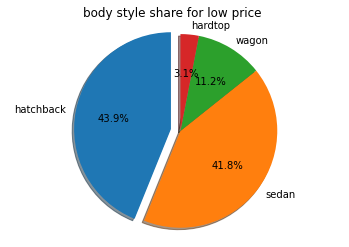 body style share for low price
hardtop
wagon
3.1%
11.2%
hatchback
43.9%
41.8%
sedan